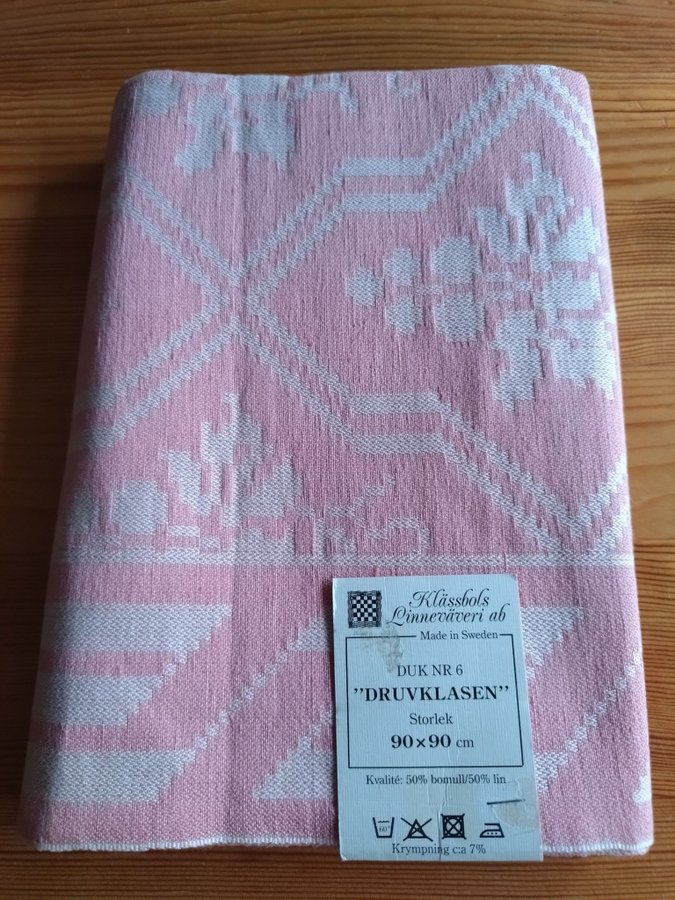 Klässbols
Linneväveri ab
Made in Sweden
DUK NR 6
”DRUVKLASEN”
Storlek
90 × 90 cm
Kvalité: 50% bomull/50% lin
60°
Krympning c:a 7%